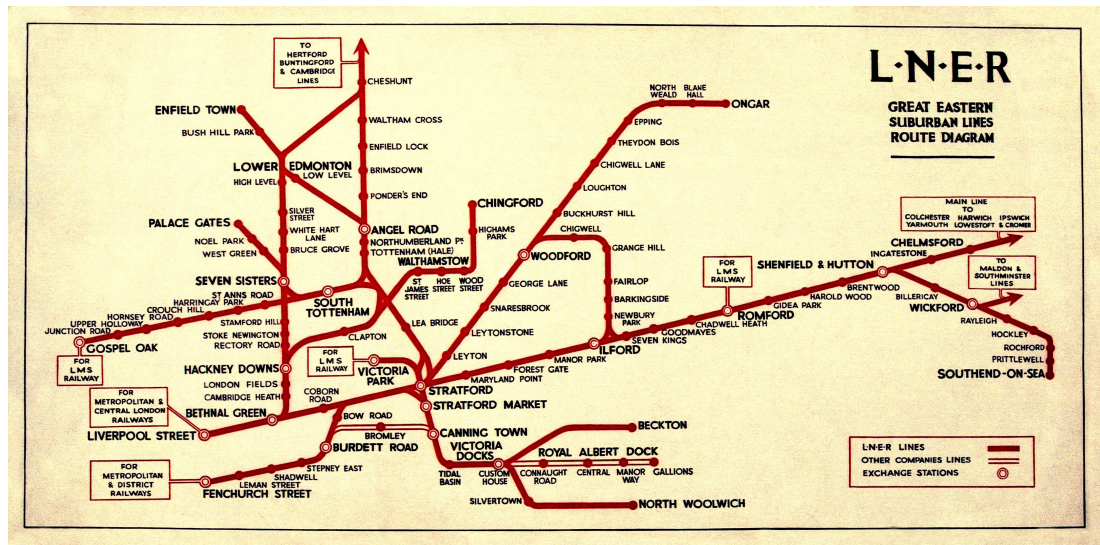 L·N·E·R
GREAT EASTERN
SUBURBAN LINES
ROUTE DIAGRAM
TO
HERTFORD
BUNTINGFORD
& CAMBRIDGE
LINES
CHESHUNT
ENFIELD TOWN
BUSH HILL PARK
WALTHAM CROSS
ENFIELD LOCK
LOWER EDMONTON
HIGH LEVEL
LOW LEVEL
BRIMSDOWN
PONDER'S END
SILVER
STREET
WHITE HART
LANE
BRUCE GROVE
ANGEL ROAD
NORTHUMBERLAND PK
TOTTENHAM (HALE)
PALACE GATES
NOEL PARK
WEST GREEN
SEVEN SISTERS
CHINGFORD
HIGHAMS
PARK
WALTHAMSTOW
ST
JAMES
STREET
HOE
STREET
WOOD
STREET
NORTH
WEALD
BLAKE
HALL
ONGAR
EPPING
THEYDON BOIS
CHIGWELL LANE
LOUGHTON
BUCKHURST HILL
CHIGWELL
WOODFORD
GRANGE HILL
GEORGE LANE
FAIRLOP
SNARESBROOK
BARKINGSIDE
LEYTONSTONE
NEWBURY
PARK
LEYTON
MAIN LINE
TO
COLCHESTER HARWICH IPSWICH
YARMOUTH LOWESTOFT & CROMER
CHELMSFORD
INGATESTONE
SHENFIELD & HUTTON
TO
MALDON &
SOUTHMINSTER
LINES
BRENTWOOD
BILLERICAY
WICKFORD
HAROLD WOOD
GIDEA PARK
RAYLEIGH
HOCKLEY
ROCHFORD
PRITTLEWELL
SOUTHEND-ON-SEA
FOR
LMS
RAILWAY
ROMFORD
CHADWELL HEATH
GOODMAYES
SEVEN KINGS
ILFORD
MANOR PARK
FOREST GATE
MARYLAND POINT
STRATFORD
SOUTH
TOTTENHAM
ST ANNS ROAD
HARRINGAY PARK
CROUCH HILL
HORNSEY
ROAD
UPPER HOLLOWAY
JUNCTION ROAD
GOSPEL OAK
FOR
LMS
RAILWAY
STAMFORD HILL
STOKE NEWINGTON
RECTORY ROAD
CLAPTON
LEA BRIDGE
HACKNEY DOWNS
LONDON FIELDS
CAMBRIDGE HEATH
FOR
LMS
RAILWAY
VICTORIA
PARK
COBORN
ROAD
BETHNAL GREEN
FOR
METROPOLITAN &
CENTRAL LONDON
RAILWAYS
LIVERPOOL STREET
STRATFORD MARKET
BOW ROAD
BROMLEY
BURDETT ROAD
CANNING TOWN
STEPNEY EAST
SHADWELL
LEMAN STREET
FENCHURCH STREET
FOR
METROPOLITAN
& DISTRICT
RAILWAYS
VICTORIA
DOCKS
TIDAL
BASIN
CUSTOM
HOUSE
BECKTON
ROYAL ALBERT DOCK
CONNAUGHT
ROAD
CENTRAL
MANOR
WAY
GALLIONS
SILVERTOWN
NORTH WOOLWICH
L·N·E·R LINES
OTHER COMPANIES LINES
EXCHANGE STATIONS